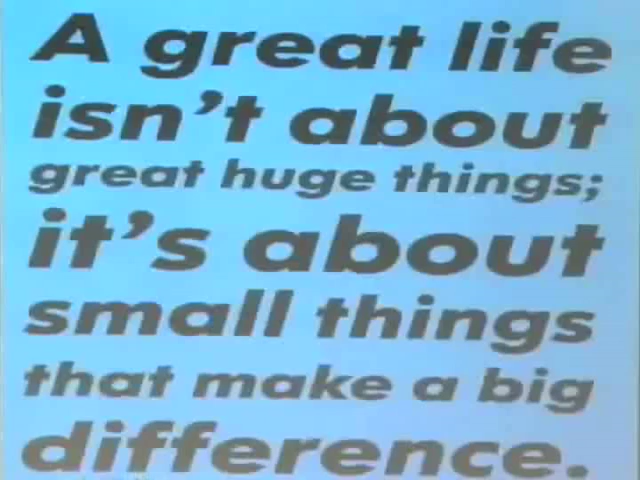 A great life
isn't about
great huge things;
it's about
small things
that make a big
difference.